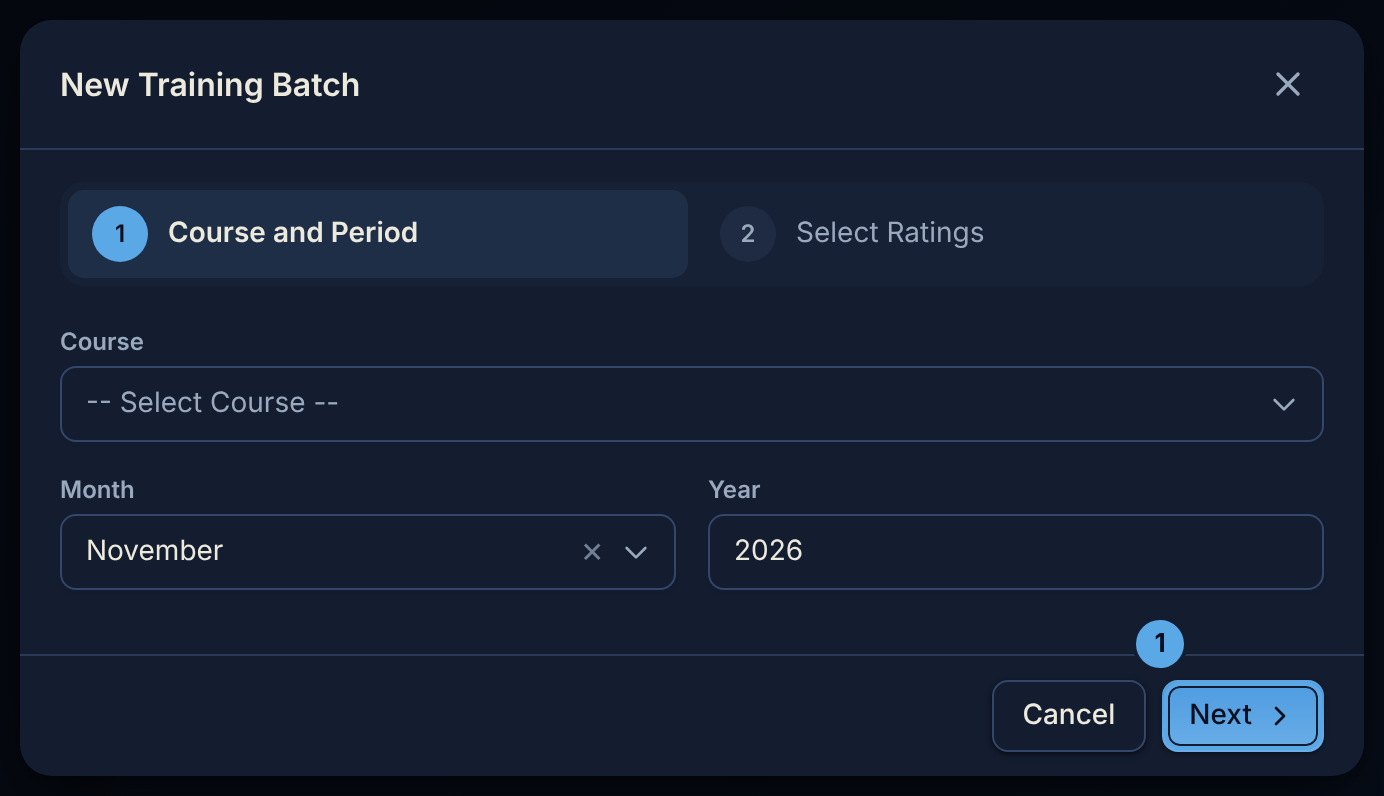 New Training Batch
1 Course and Period
2 Select Ratings
Course
-- Select Course --
Month
Year
November
2026
1
Cancel
Next